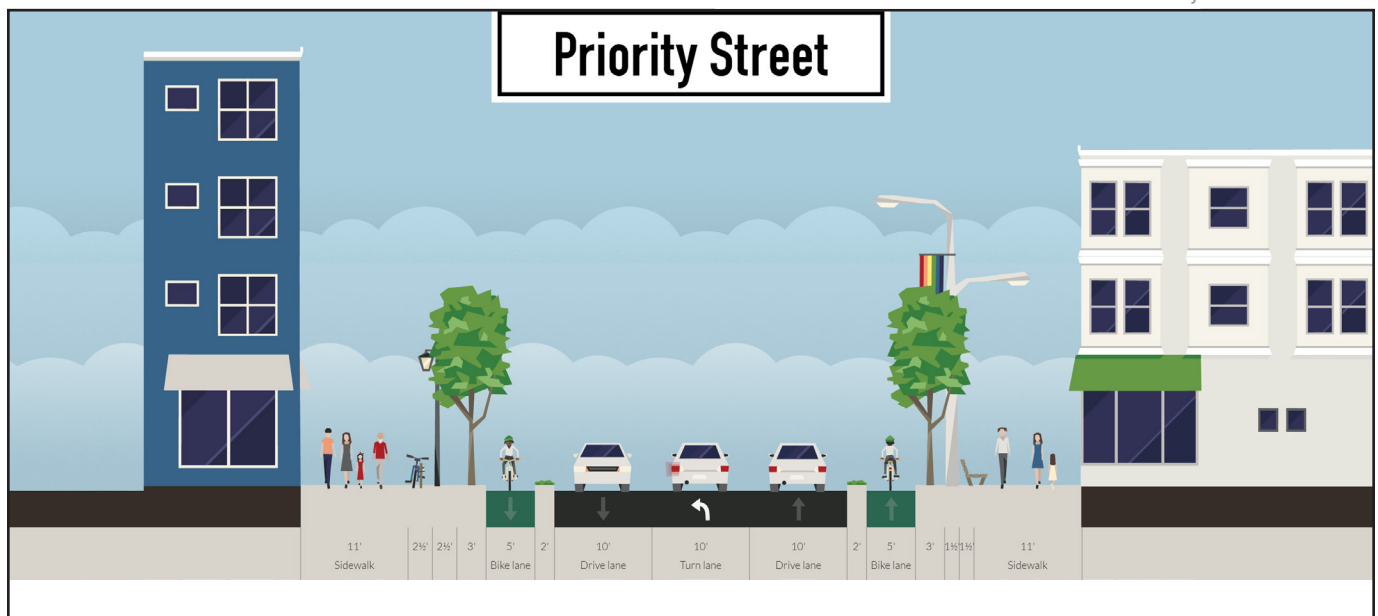 Priority Street
11' 2½' 2½' 3' 5' 2' 10' 10' 10' 2' 5' 3' 1½' 1½' 11'
Sidewalk Bike lane Drive lane Turn lane Drive lane Bike lane Sidewalk